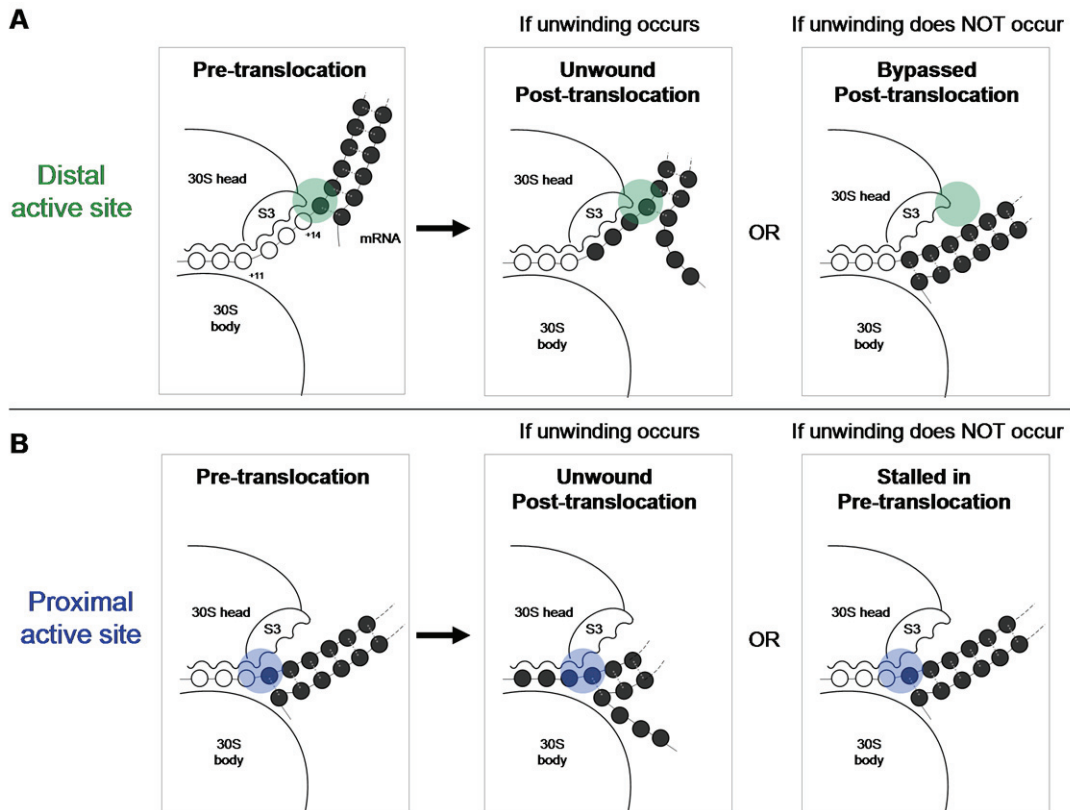 A
If unwinding occurs
If unwinding does NOT occur
Distal
active site
Pre-translocation
30S head
S3
+14
mRNA
+11
30S
body
Unwound
Post-translocation
30S head
S3
30S
body
OR
Bypassed
Post-translocation
30S head
S3
30S
body
B
If unwinding occurs
If unwinding does NOT occur
Proximal
active site
Pre-translocation
30S head
S3
30S
body
Unwound
Post-translocation
30S head
S3
30S
body
OR
Stalled in
Pre-translocation
30S head
S3
30S
body